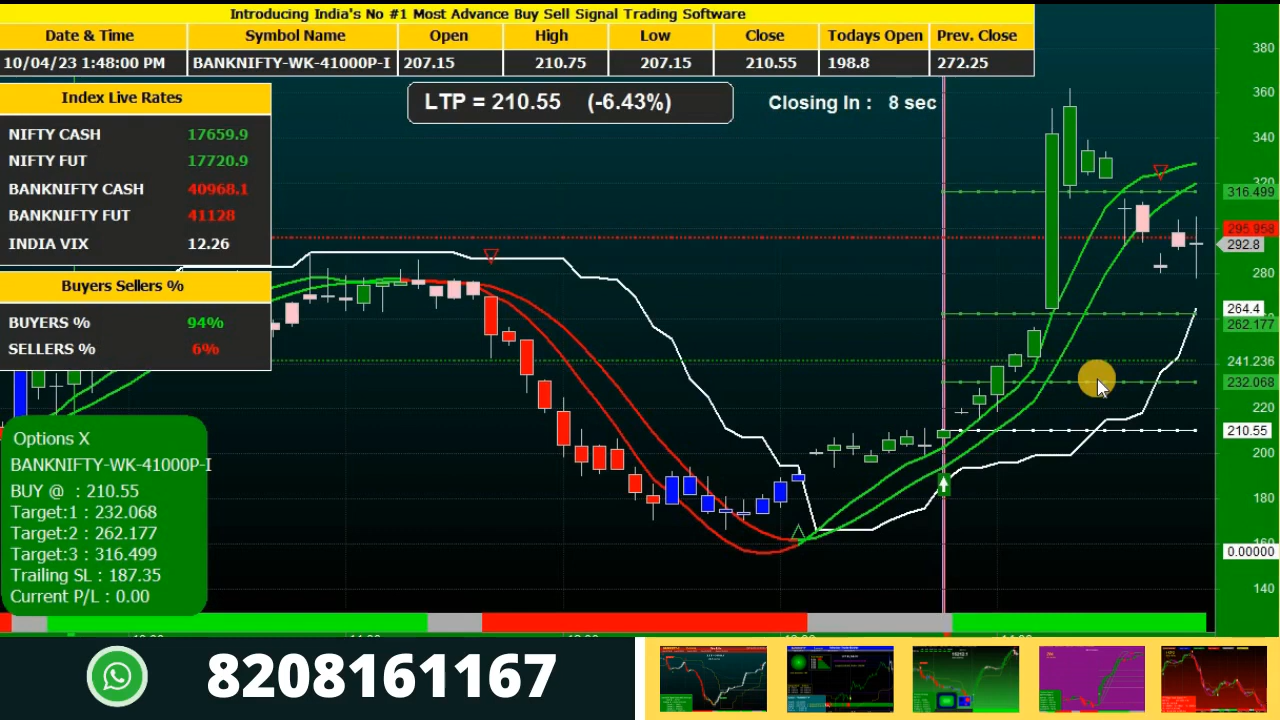 Introducing India's No #1 Most Advance Buy Sell Signal Trading Software
Date & Time Symbol Name Open High Low Close Todays Open Prev. Close
10/04/23 1:48:00 PM BANKNIFTY-WK-41000P-I 207.15 210.75 207.15 210.55 198.8 272.25
Index Live Rates
LTP = 210.55 (-6.43%)
Closing In : 8 sec
NIFTY CASH 17659.9
NIFTY FUT 17720.9
BANKNIFTY CASH 40968.1
BANKNIFTY FUT 41128
INDIA VIX 12.26
Buyers Sellers %
BUYERS % 94%
SELLERS % 6%
Options X
BANKNIFTY-WK-41000P-I
BUY @ : 210.55
Target:1 : 232.068
Target:2 : 262.177
Target:3 : 316.499
Trailing SL : 187.35
Current P/L : 0.00
380
360
340
320
316.499
295.958
292.8
280
264.4
262.177
241.236
232.068
220
210.55
200
180
160
0.00000
140
8208161167